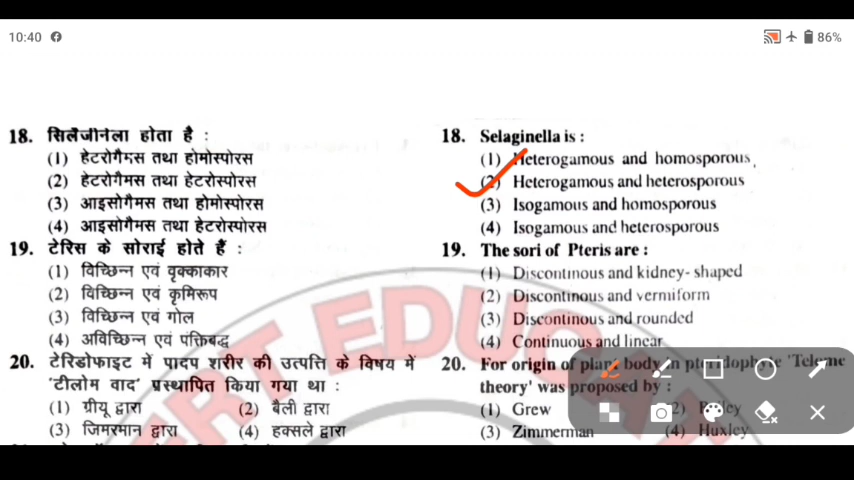 10:40
86%
18. सिलैजीनेला होता है :
(1) हेटरोगैमस तथा होमोस्पोरस
(2) हेटरोगैमस तथा हेटरोस्पोरस
(3) आइसोगैमस तथा होमोस्पोरस
(4) आइसोगैमस तथा हेटरोस्पोरस
19. टेरिस के सोराई होते हैं :
(1) विच्छिन्न एवं वृक्काकार
(2) विच्छिन्न एवं कृमिरूप
(3) विच्छिन्न एवं गोल
(4) अविच्छिन्न एवं पंक्तिबद्ध
20. टेरिडोफाइट में पादप शरीर की उत्पत्ति के विषय में
'टीलोम वाद' प्रस्थापित किया गया था :
(1) ग्रीयू द्वारा (2) बैली द्वारा
(3) जिमरमान द्वारा (4) हक्सले द्वारा
18. Selaginella is :
(1) Heterogamous and homosporous
(2) Heterogamous and heterosporous
(3) Isogamous and homosporous
(4) Isogamous and heterosporous
19. The sori of Pteris are :
(1) Discontinous and kidney- shaped
(2) Discontinous and vermiform
(3) Discontinous and rounded
(4) Continuous and linear
20. For origin of plant body in pteridophyte 'Telome
theory' was proposed by :
(1) Grew (2) Bailey
(3) Zimmerman (4) Huxley